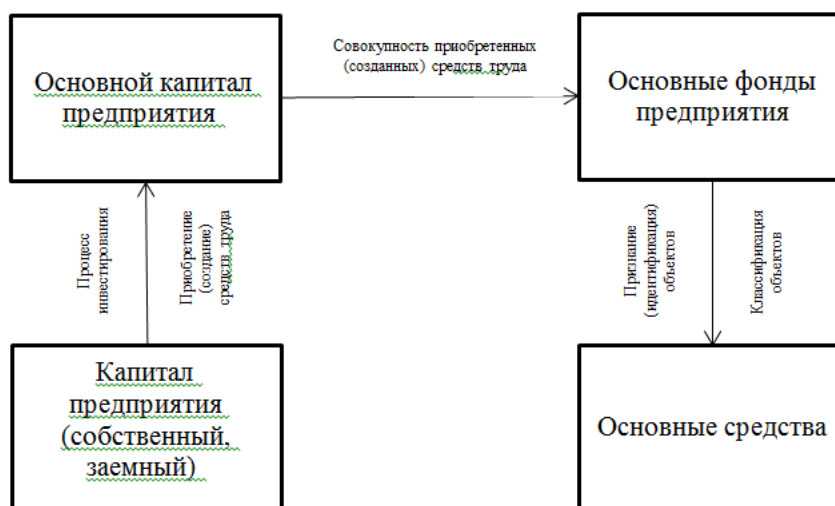 Совокупность приобретенных
(созданных) средств труда
Основной капитал
предприятия
Основные фонды
предприятия
Процесс
инвестирования
Приобретение
(создание)
средств труда
Признание
(идентификация)
объектов
Классификация
объектов
Капитал
предприятия
(собственный,
заемный)
Основные средства